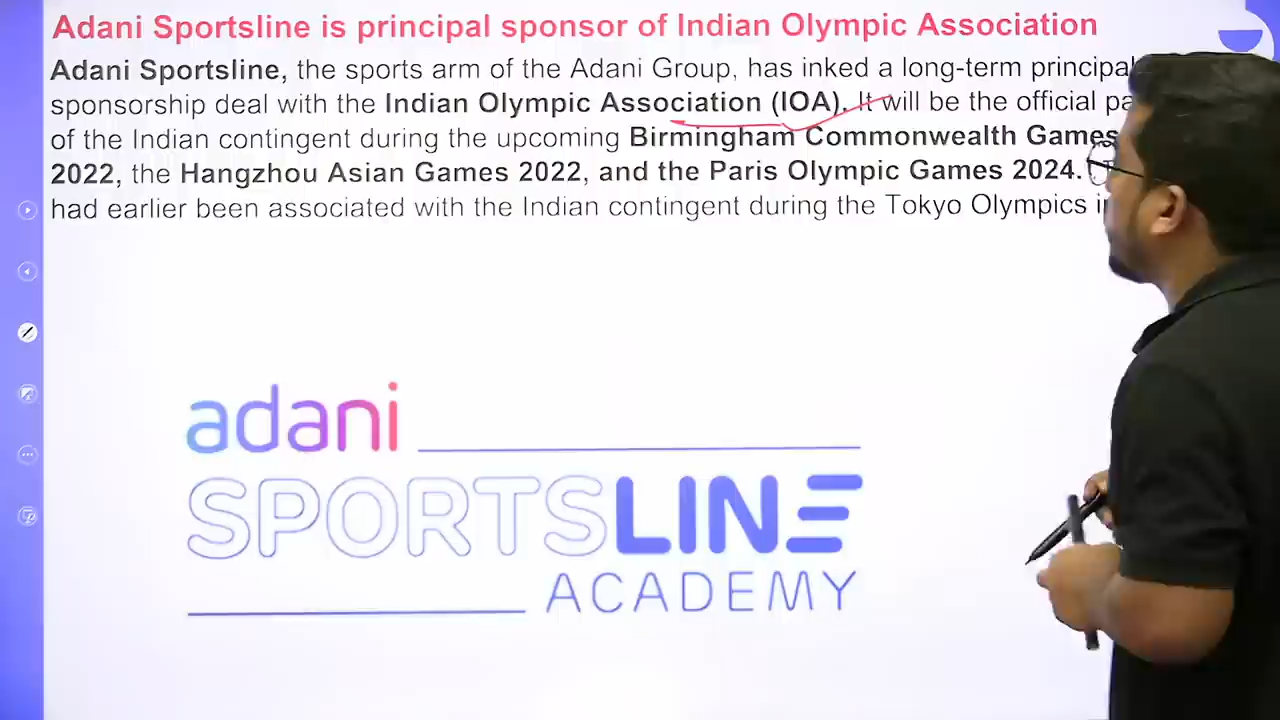 Adani Sportsline is principal sponsor of Indian Olympic Association
Adani Sportsline, the sports arm of the Adani Group, has inked a long-term principal
sponsorship deal with the Indian Olympic Association (IOA). It will be the official
of the Indian contingent during the upcoming Birmingham Commonwealth Games
2022, the Hangzhou Asian Games 2022, and the Paris Olympic Games 2024.
had earlier been associated with the Indian contingent during the Tokyo Olympics
adani
SPORTSLINE
ACADEMY